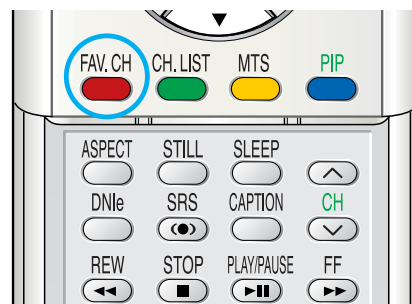 FAV. CH CH. LIST MTS PIP
ASPECT STILL SLEEP
DNIe SRS CAPTION CH
REW STOP PLAY/PAUSE FF